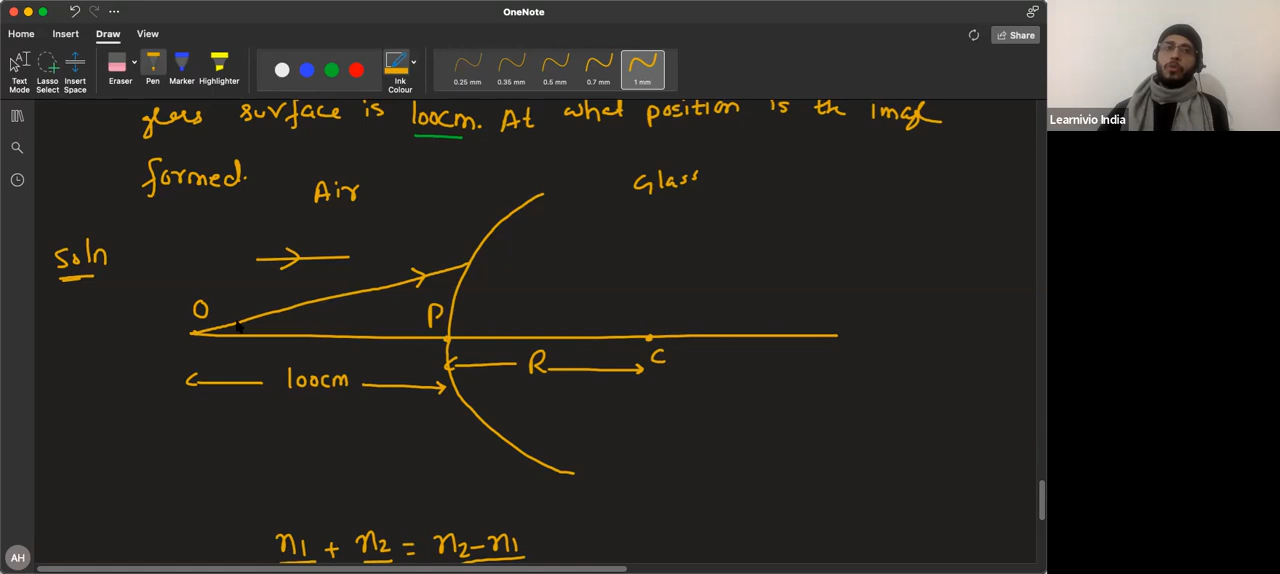 OneNote
Home Insert Draw View
Share
Text Mode Lasso Select Insert Space Eraser Pen Marker Highlighter Ink Colour 0.25 mm 0.35 mm 0.5 mm 0.7 mm 1 mm
Learnivio India
glass surface is 100cm. At what position is the Image
formed.
Air
Glass
Soln
O
P
R
C
100cm
n1 + n2 = n2-n1
AH